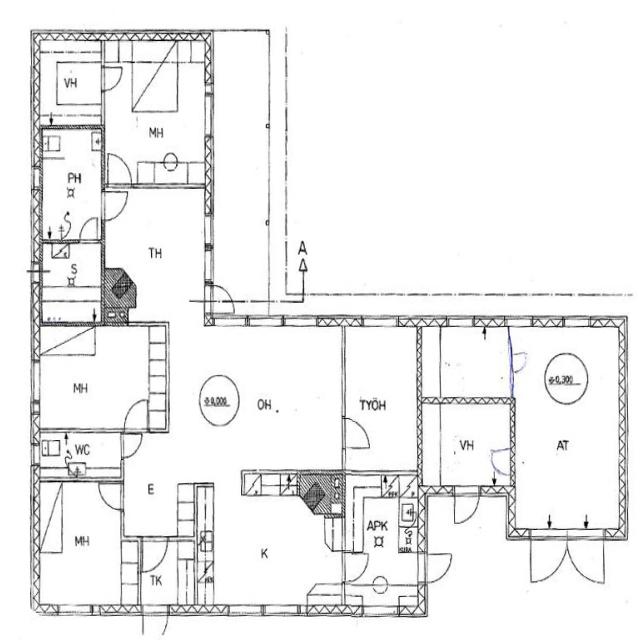 VH
MH
PH
TH
A
S
MH
±0,000
OH
TYÖH
±0,300
AT
VH
WC
E
MH
TK
K
APK